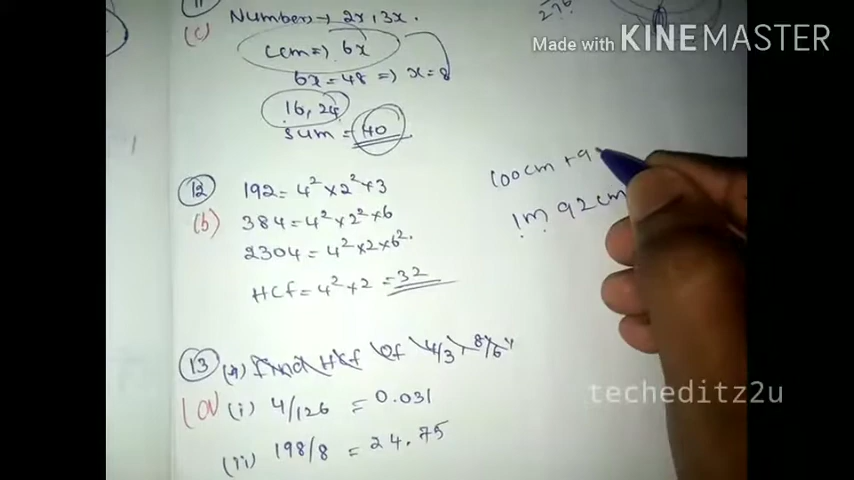 11 Numbers → 2x, 3x.
(c) LCM ⇒ 6x
6x = 48 ⇒ x = 8
16, 24
sum = 40
12 192 = 4² × 2² × 3
(b) 384 = 4² × 2² × 6
2304 = 4² × 2 × 6²
HCf = 4² × 2 = 32
13 (A) find HCf Of 4/3, 8/6
(i) 4/126 = 0.031
(ii) 198/8 = 24.75
276
Made with KINEMASTER
100cm + 9
1m 92cm
techeditz2u